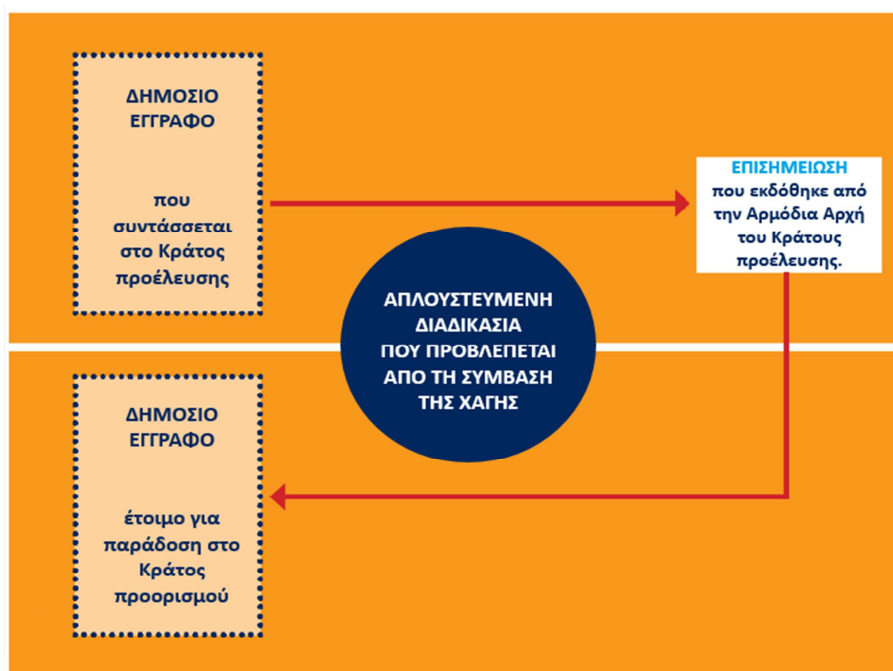 ΔΗΜΟΣΙΟ
ΕΓΓΡΑΦΟ
που
συντάσσεται
στο Κράτος
προέλευσης
ΕΠΙΣΗΜΕΙΩΣΗ
που εκδόθηκε από
την Αρμόδια Αρχή
του Κράτους
προέλευσης.
ΑΠΛΟΥΣΤΕΥΜΕΝΗ
ΔΙΑΔΙΚΑΣΙΑ
ΠΟΥ ΠΡΟΒΛΕΠΕΤΑΙ
ΑΠΟ ΤΗ ΣΥΜΒΑΣΗ
ΤΗΣ ΧΑΓΗΣ
ΔΗΜΟΣΙΟ
ΕΓΓΡΑΦΟ
έτοιμο για
παράδοση στο
Κράτος
προορισμού